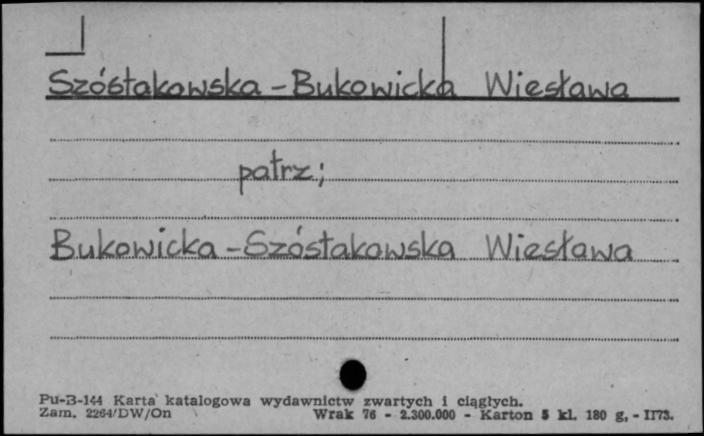 Szóstakowska - Bukowicka Wiesława
patrz;
Bukowicka - Szóstakowska Wiesława
Pu-B-144 Karta katalogowa wydawnictw zwartych i ciągłych.
Zam. 2264/DW/On Wrak 76 - 2.300.000 - Karton 5 kl. 180 g, - II73.